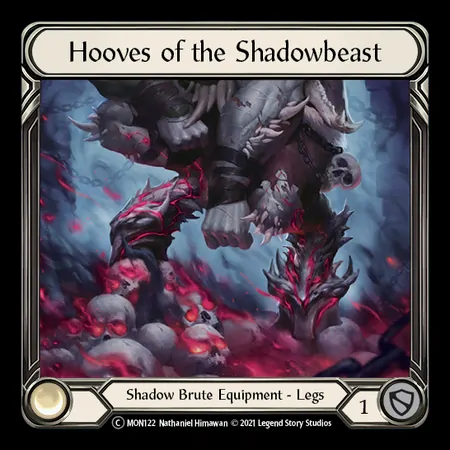 Hooves of the Shadowbeast
Shadow Brute Equipment - Legs
1
C MON122 Nathaniel Himawan © 2021 Legend Story Studios